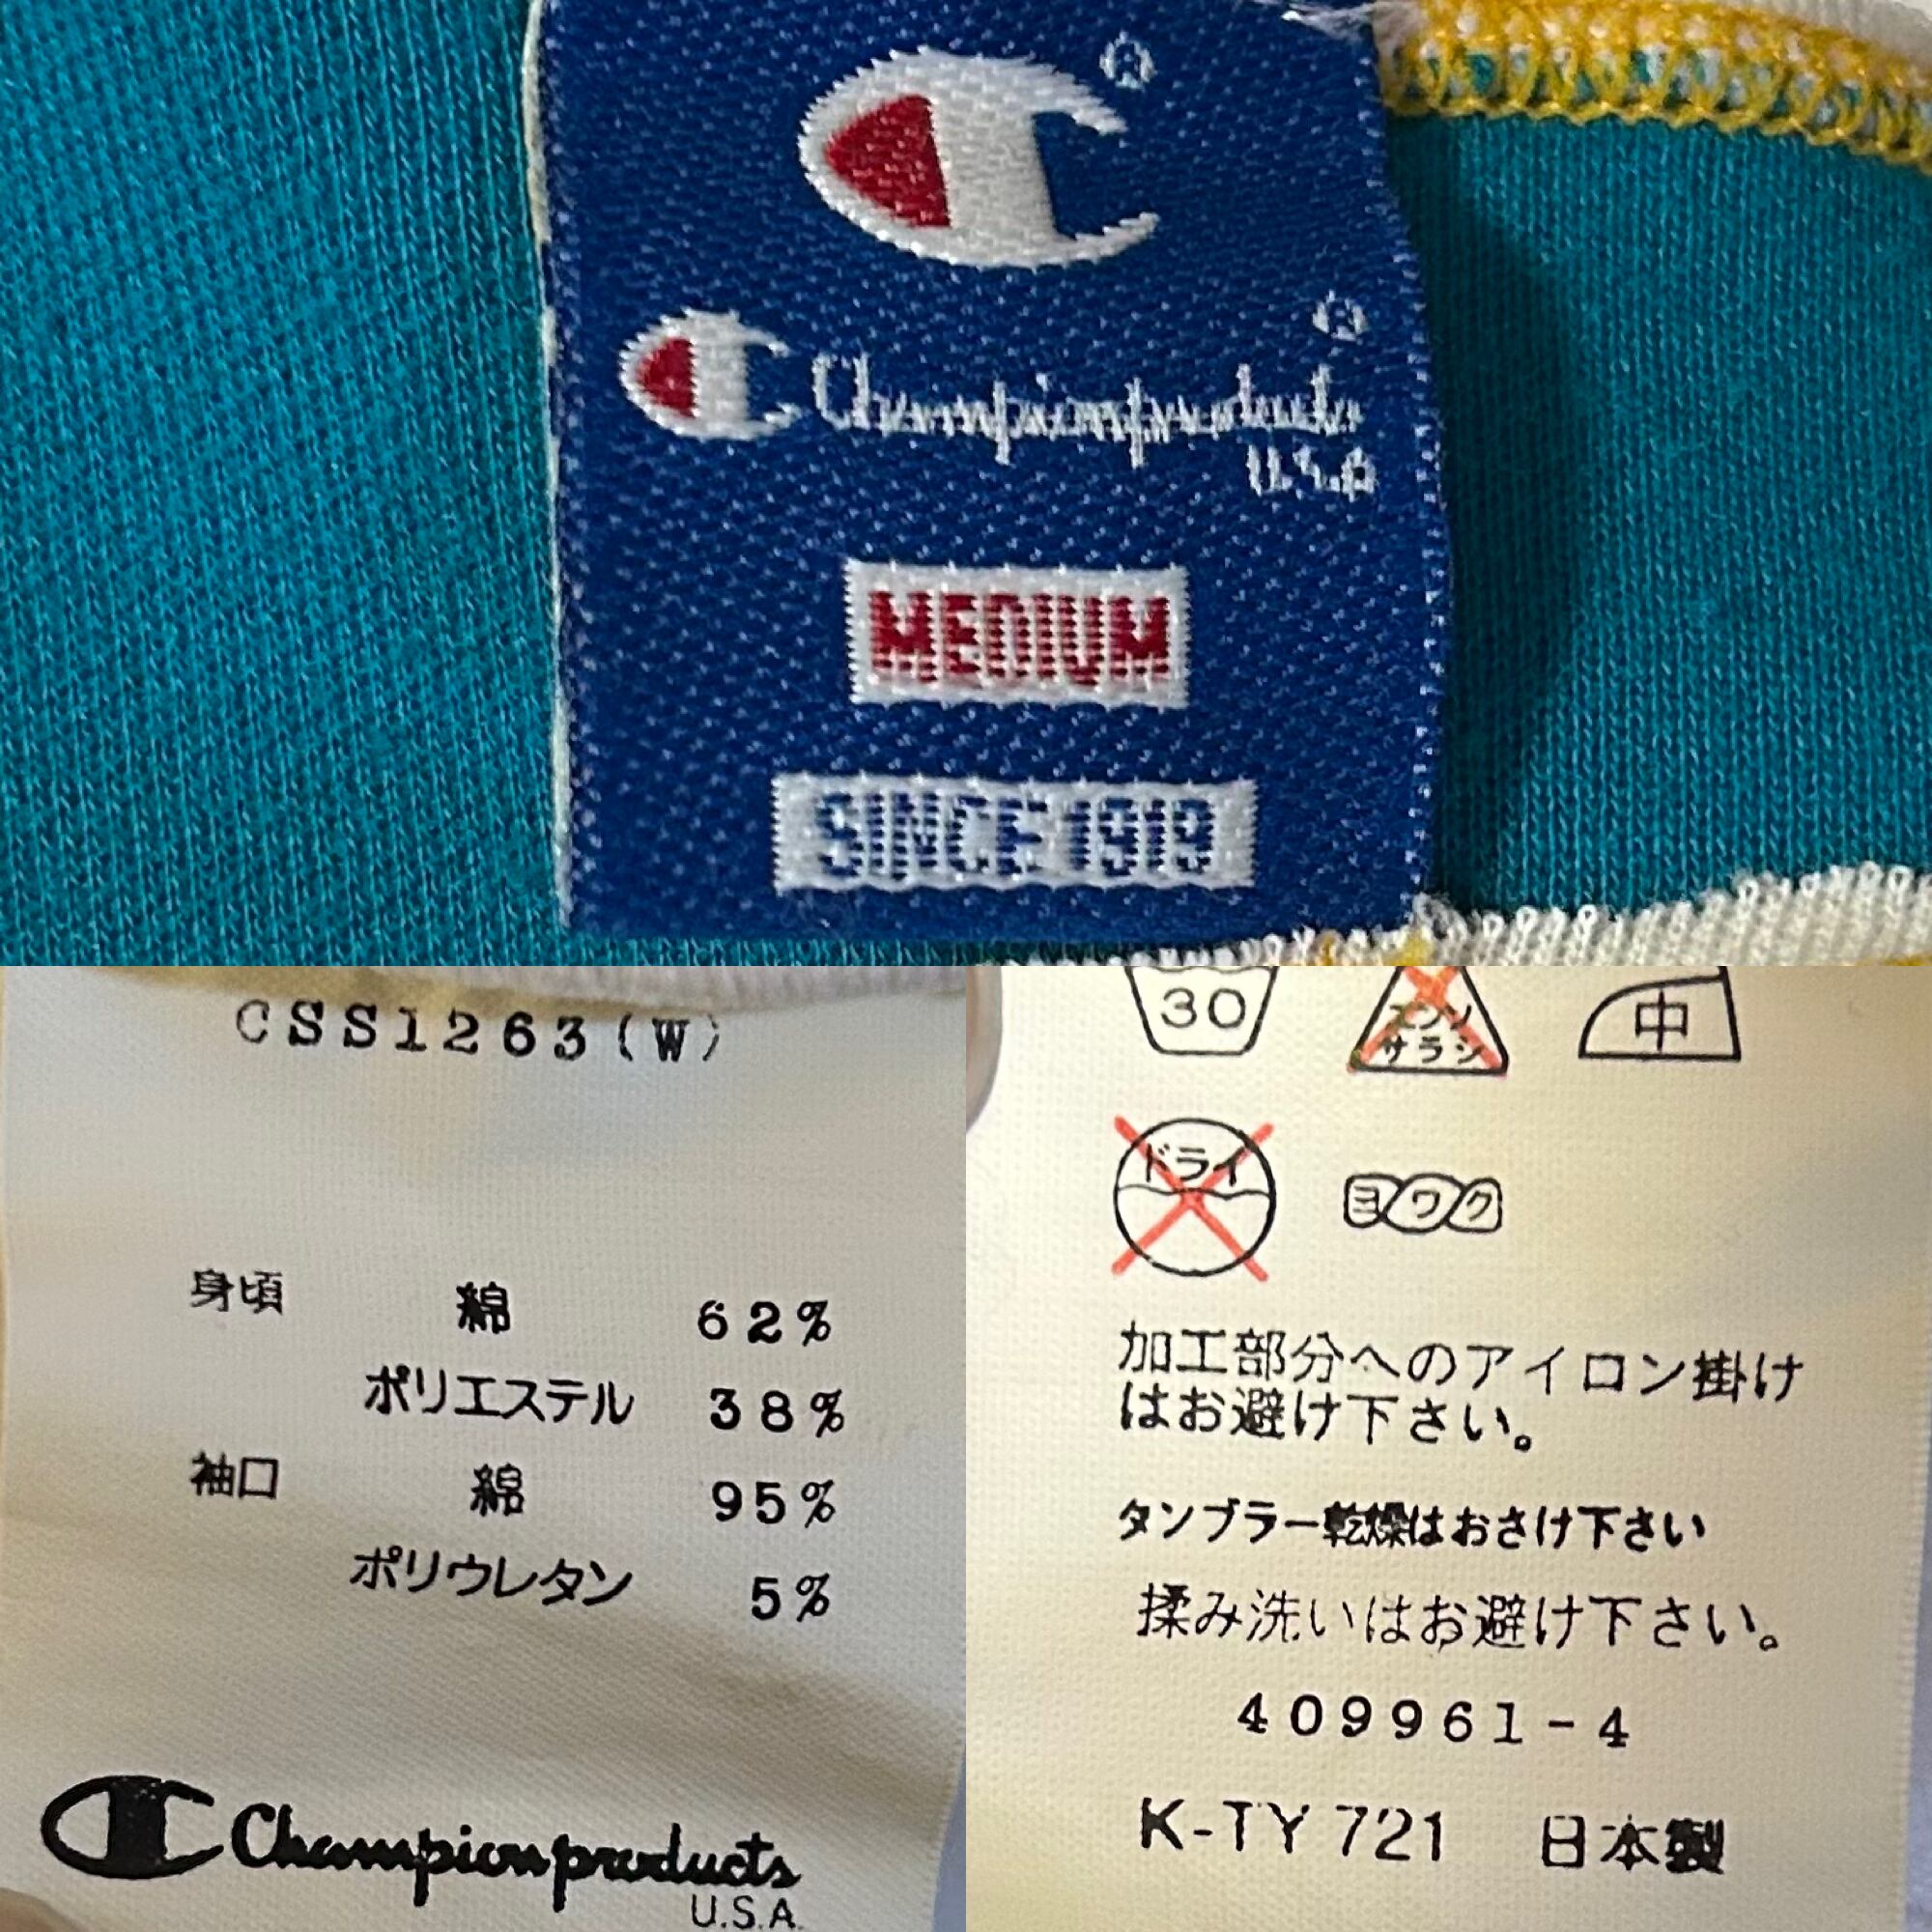 ®
Championproducts®
U.S.A
MEDIUM
SINCE 1919
CSS1263(W)
身頃 綿 62%
ポリエステル 38%
袖口 綿 95%
ポリウレタン 5%
Championproducts
U.S.A.
30 エンソサラシ 中
ドライ ヨワク
加工部分へのアイロン掛け
はお避け下さい。
タンブラー乾燥はおさけ下さい
揉み洗いはお避け下さい。
409961-4
K-TY 721 日本製